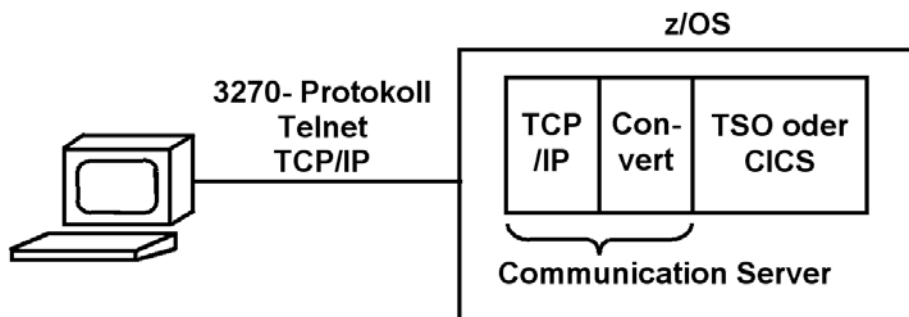 z/OS
3270- Protokoll
Telnet
TCP/IP
TCP
/IP
Con-
vert
TSO oder
CICS
Communication Server